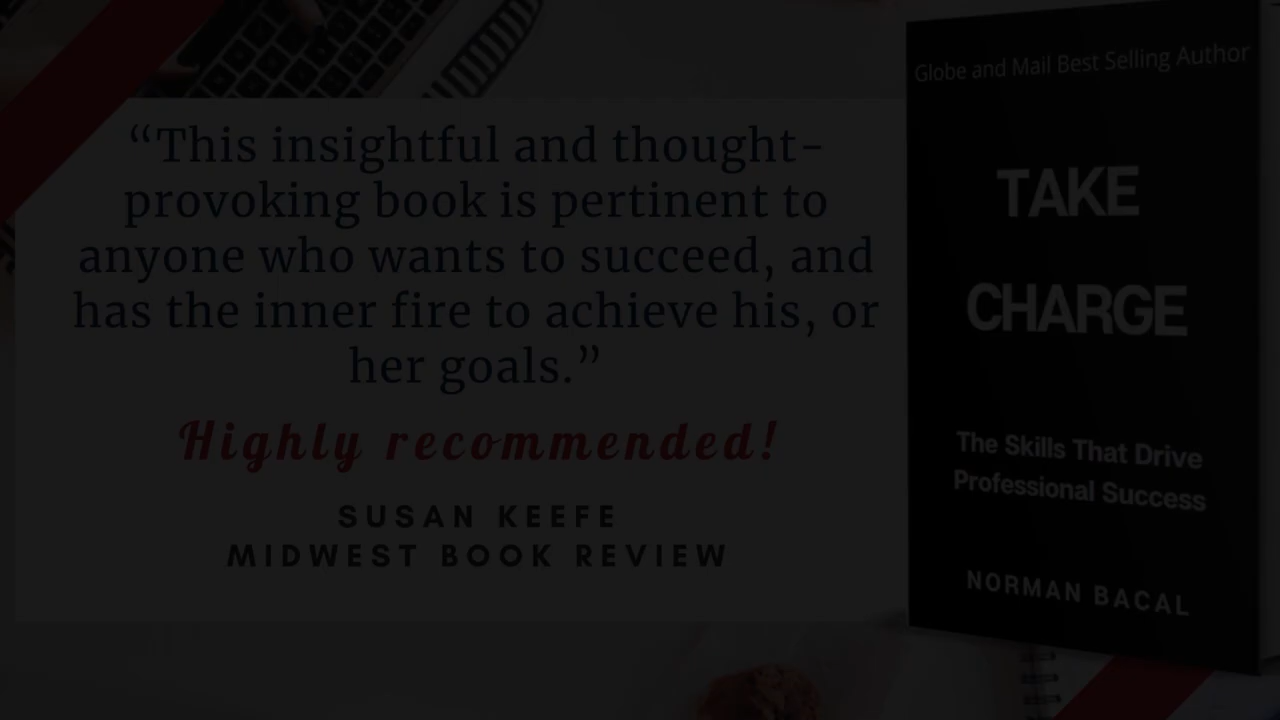 “This insightful and thought-
provoking book is pertinent to
anyone who wants to succeed, and
has the inner fire to achieve his, or
her goals.”
Highly recommended!
SUSAN KEEFE
MIDWEST BOOK REVIEW
Globe and Mail Best Selling Author
TAKE
CHARGE
The Skills That Drive
Professional Success
NORMAN BACAL